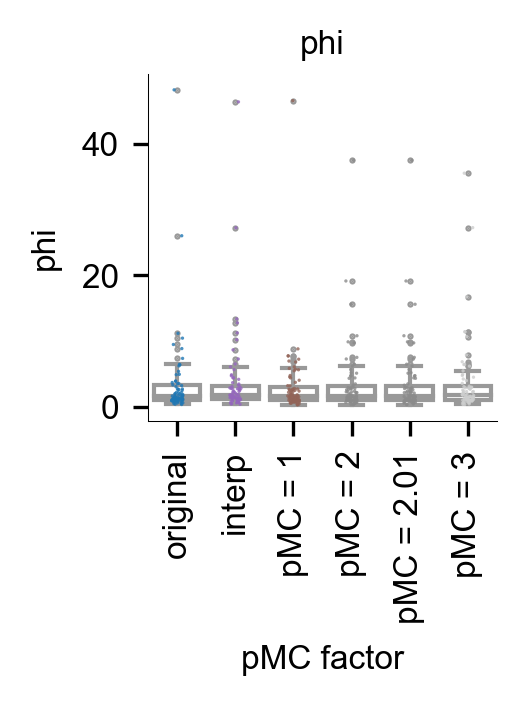 phi
phi
40
20
0
original
interp
pMC = 1
pMC = 2
pMC = 2.01
pMC = 3
pMC factor